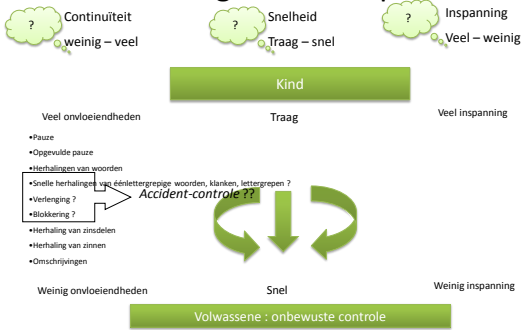 ?
Continuïteit
weinig – veel
?
Snelheid
Traag – snel
?
Inspanning
Veel – weinig
Kind
Veel onvloeiendheden
Traag
Veel inspanning
•Pauze
•Opgevulde pauze
•Herhalingen van woorden
•Snelle herhalingen van éénlettergrepige woorden, klanken, lettergrepen ?
•Verlenging ?
•Blokkering ?
Accident-controle ??
•Herhaling van zinsdelen
•Herhaling van zinnen
•Omschrijvingen
Weinig onvloeiendheden
Snel
Weinig inspanning
Volwassene : onbewuste controle